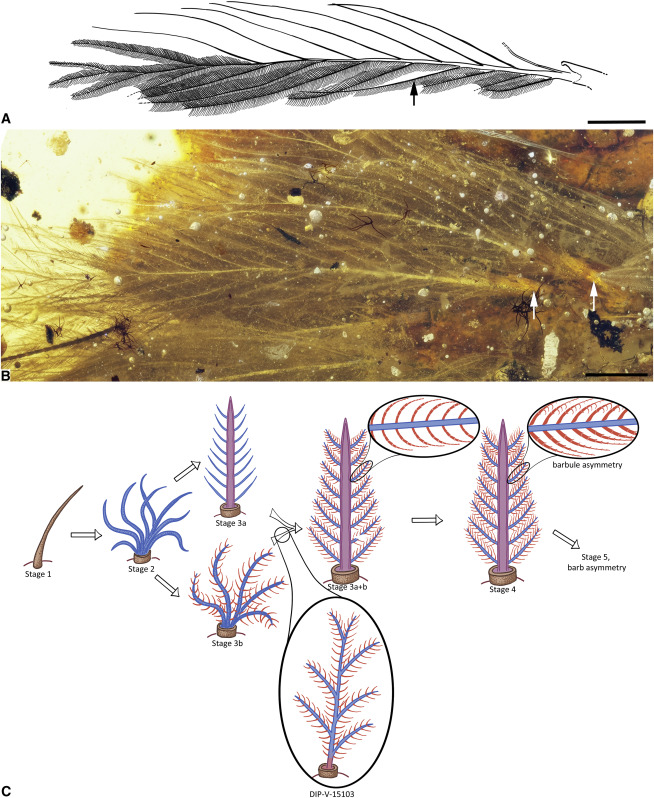 A
B
barbule asymmetry
Stage 3a
Stage 1
Stage 2
Stage 3b
Stage 3a+b
Stage 4
Stage 5,
barb asymmetry
DIP-V-15103
C